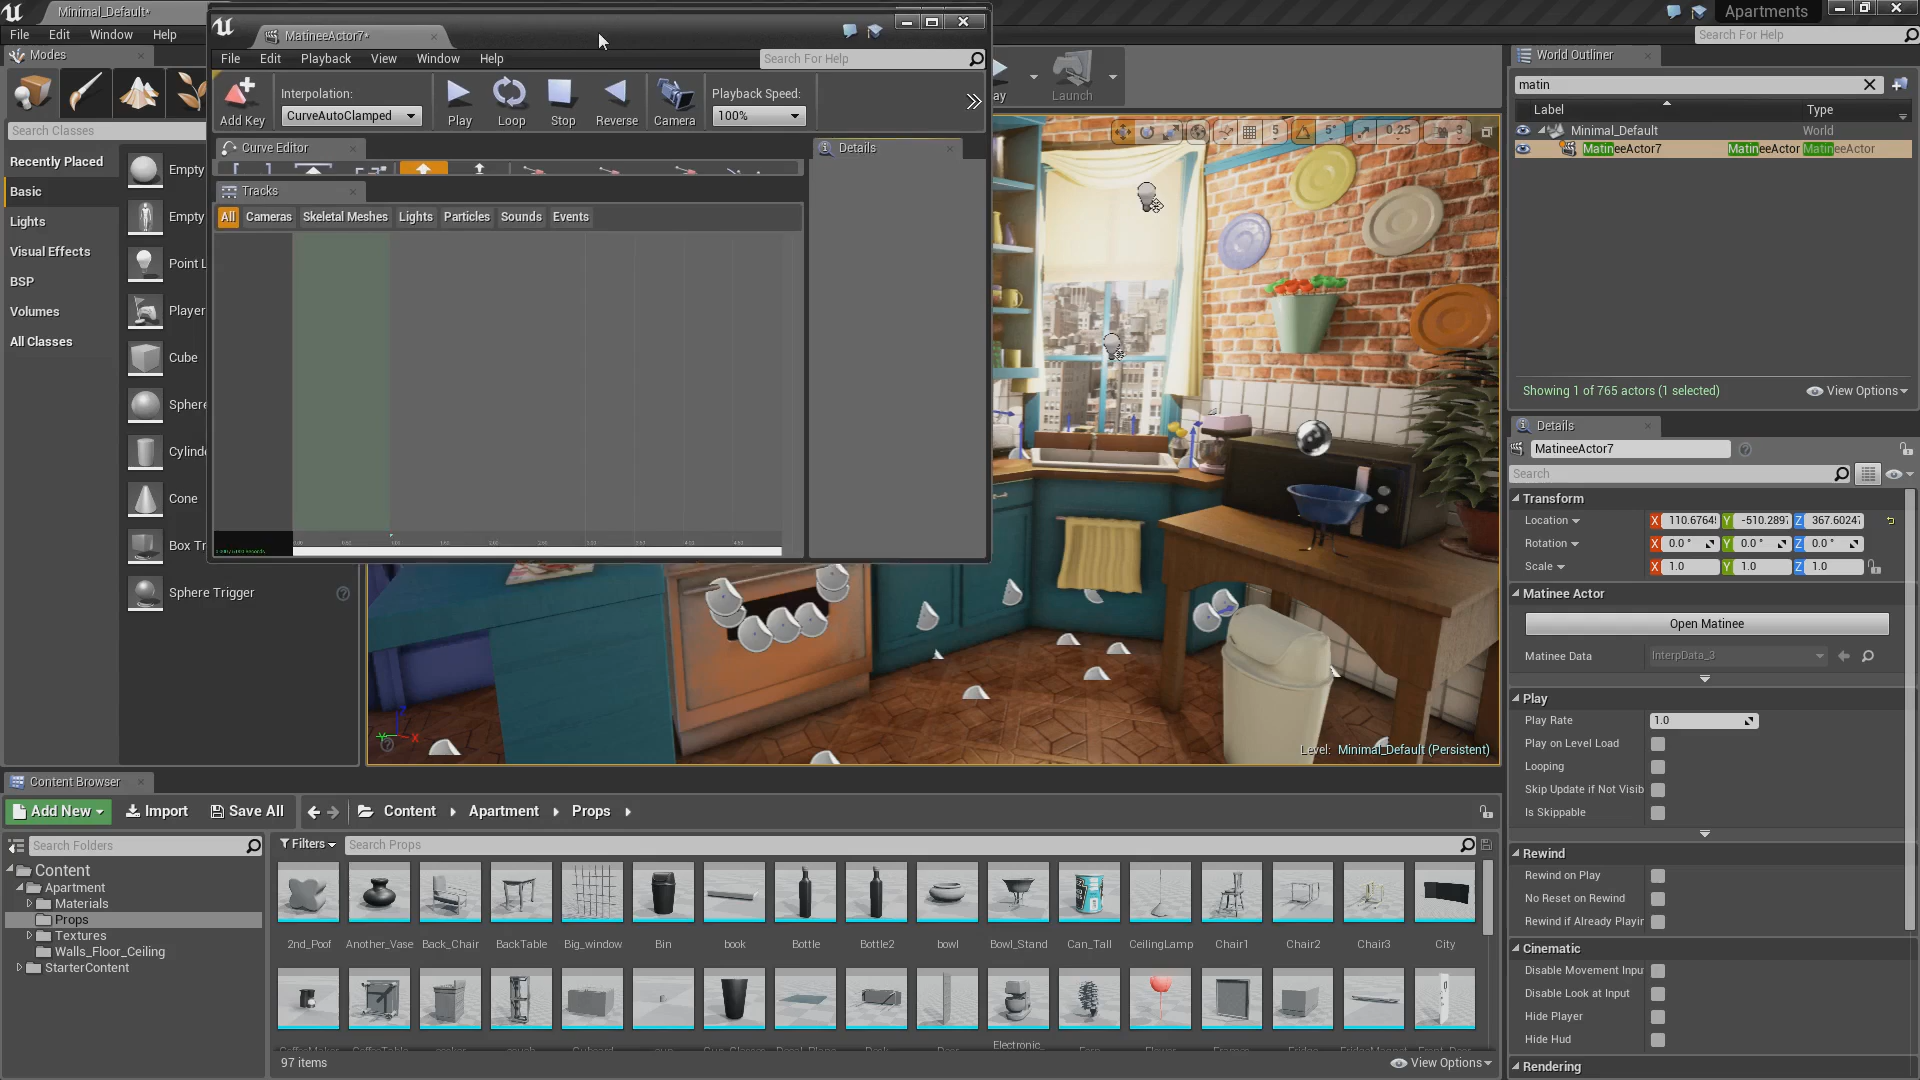 Minimal_Default*
File Edit Window Help
Apartments
Search For Help
MatineeActor7*
File Edit Playback View Window Help
Search For Help
Add Key
Interpolation:
CurveAutoClamped
Play Loop Stop Reverse Camera
Playback Speed:
100%
Curve Editor
Tracks
All Cameras Skeletal Meshes Lights Particles Sounds Events
Details
Modes
Search Classes
Recently Placed
Basic
Lights
Visual Effects
BSP
Volumes
All Classes
Empty
Empty
Point L
Player
Cube
Sphere
Cylind
Cone
Box Tr
Sphere Trigger
ay
Launch
5 5° 0.25 3
Level: Minimal_Default (Persistent)
World Outliner
matin
Label Type
Minimal_Default World
MatineeActor7 MatineeActor MatineeActor
Showing 1 of 765 actors (1 selected)
View Options
Details
MatineeActor7
Search
Transform
Location X 110.6764 Y -510.289 Z 367.6024
Rotation X 0.0 ° Y 0.0 ° Z 0.0 °
Scale X 1.0 Y 1.0 Z 1.0
Matinee Actor
Open Matinee
Matinee Data InterpData_3
Play
Play Rate 1.0
Play on Level Load
Looping
Skip Update if Not Visib
Is Skippable
Rewind
Rewind on Play
No Reset on Rewind
Rewind if Already Playir
Cinematic
Disable Movement Inpu
Disable Look at Input
Hide Player
Hide Hud
Rendering
Content Browser
Add New Import Save All Content Apartment Props
Search Folders
Filters
Search Props
Content
Apartment
Materials
Props
Textures
Walls_Floor_Ceiling
StarterContent
2nd_Poof Another_Vase Back_Chair BackTable Big_window Bin book Bottle Bottle2 bowl Bowl_Stand Can_Tall CeilingLamp Chair1 Chair2 Chair3 City
Electronic_
97 items
View Options